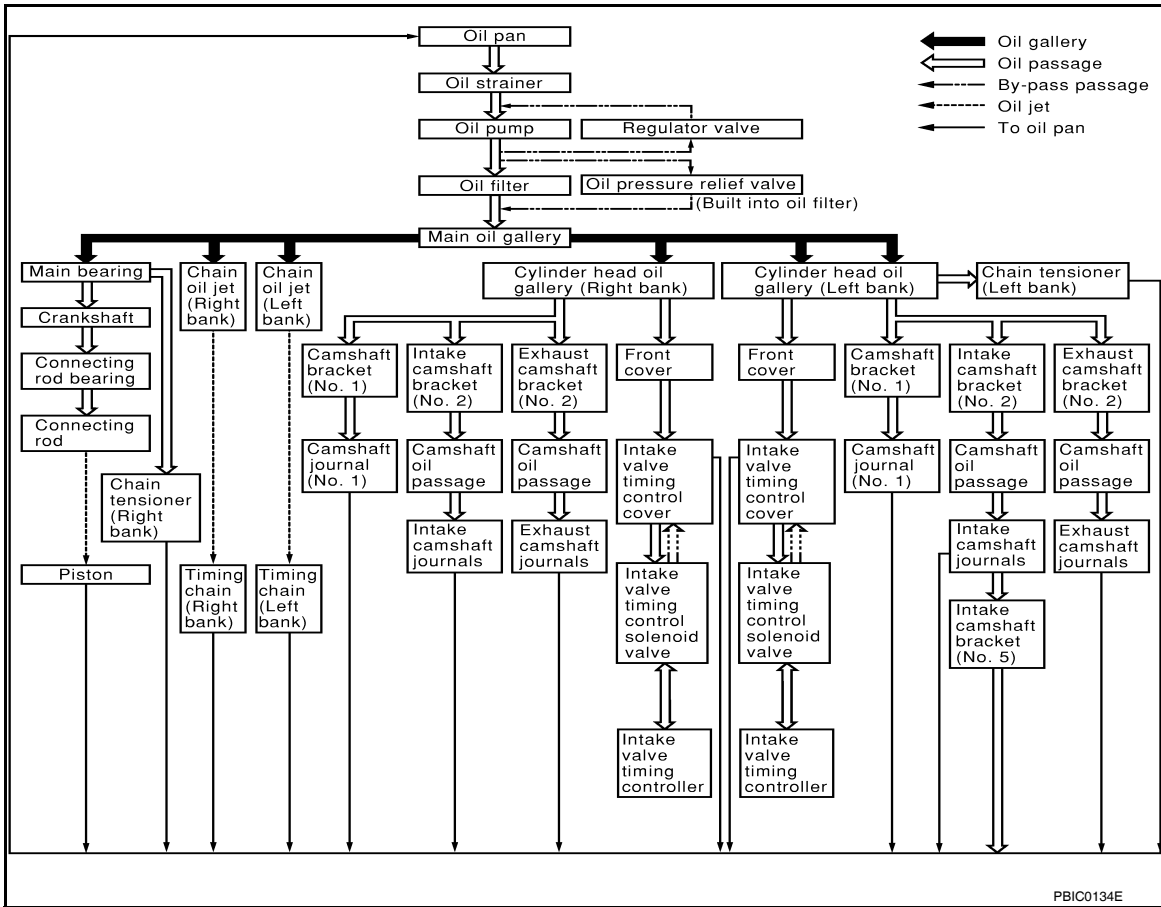 Oil pan
Oil gallery
Oil passage
By-pass passage
Oil jet
To oil pan
Oil strainer
Oil pump
Regulator valve
Oil filter
Oil pressure relief valve
(Built into oil filter)
Main oil gallery
Main bearing
Crankshaft
Connecting
rod bearing
Connecting
rod
Piston
Chain
tensioner
(Right
bank)
Chain
oil jet
(Right
bank)
Timing
chain
(Right
bank)
Chain
oil jet
(Left
bank)
Timing
chain
(Left
bank)
Cylinder head oil
gallery (Right bank)
Camshaft
bracket
(No. 1)
Camshaft
journal
(No. 1)
Intake
camshaft
bracket
(No. 2)
Camshaft
oil
passage
Intake
camshaft
journals
Exhaust
camshaft
bracket
(No. 2)
Camshaft
oil
passage
Exhaust
camshaft
journals
Front
cover
Intake
valve
timing
control
cover
Intake
valve
timing
control
solenoid
valve
Intake
valve
timing
controller
Cylinder head oil
gallery (Left bank)
Chain tensioner
(Left bank)
Front
cover
Intake
valve
timing
control
cover
Intake
valve
timing
control
solenoid
valve
Intake
valve
timing
controller
Camshaft
bracket
(No. 1)
Camshaft
journal
(No. 1)
Intake
camshaft
bracket
(No. 2)
Camshaft
oil
passage
Intake
camshaft
journals
Intake
camshaft
bracket
(No. 5)
Exhaust
camshaft
bracket
(No. 2)
Camshaft
oil
passage
Exhaust
camshaft
journals
PBIC0134E